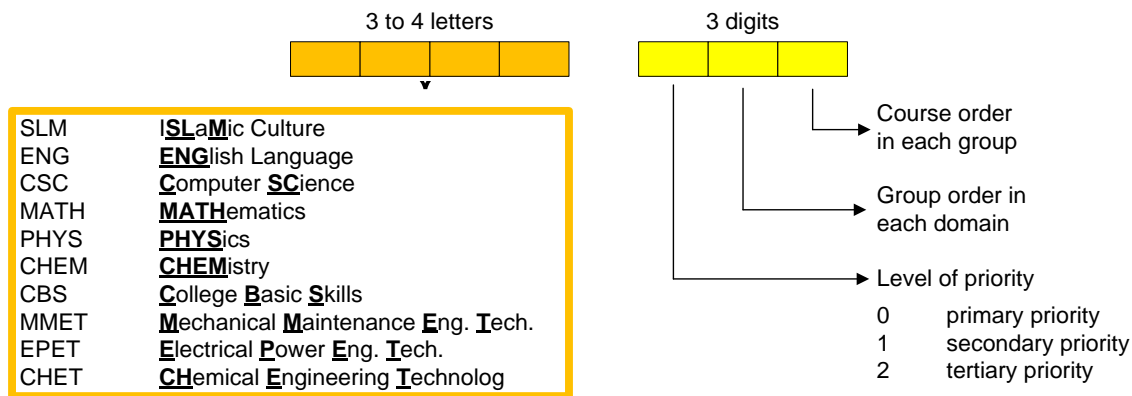 3 to 4 letters
3 digits
SLM ISLaMic Culture
ENG ENGlish Language
CSC Computer SCience
MATH MATHematics
PHYS PHYSics
CHEM CHEMistry
CBS College Basic Skills
MMET Mechanical Maintenance Eng. Tech.
EPET Electrical Power Eng. Tech.
CHET CHemical Engineering Technolog
Course order
in each group
Group order in
each domain
Level of priority
0 primary priority
1 secondary priority
2 tertiary priority